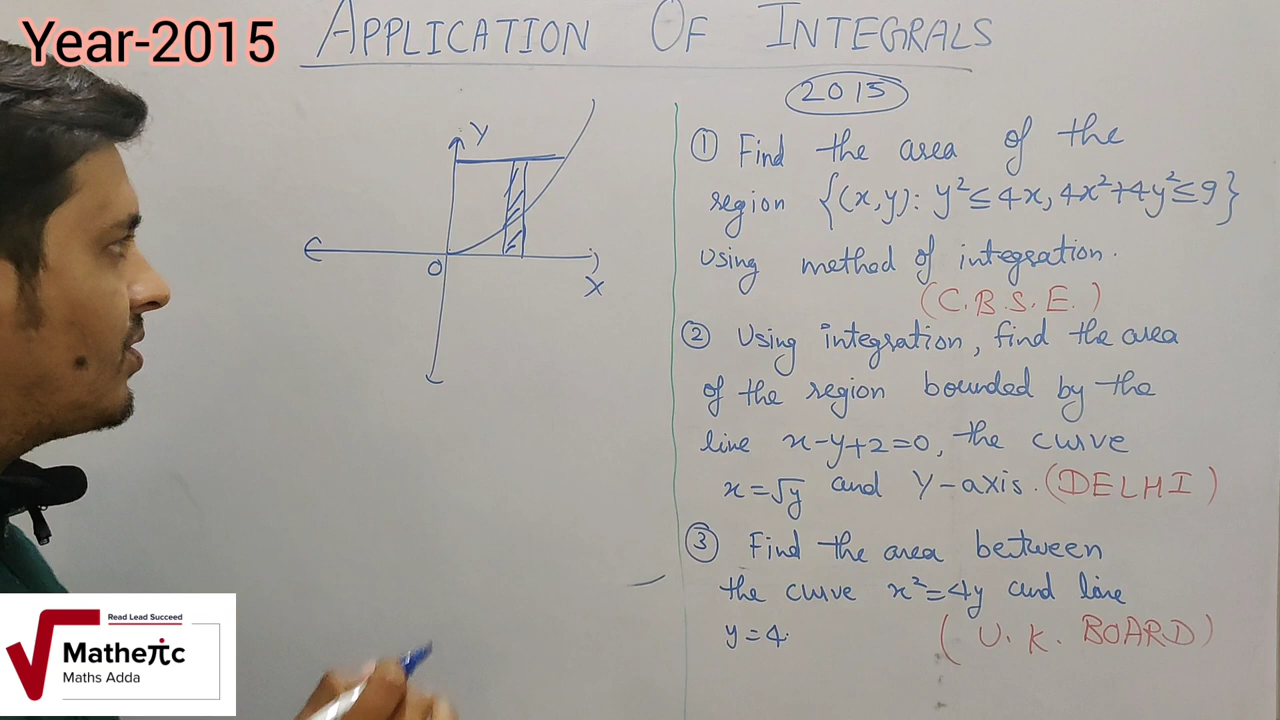 Year-2015
APPLICATION OF INTEGRALS
2015
① Find the area of the
region {(x,y): y²≤4x, 4x²+4y²≤9}
using method of integration.
(C.B.S.E.)
② Using integration, find the area
of the region bounded by the
line x-y+2=0, the curve
x=√y and Y-axis. (DELHI)
③ Find the area between
the curve x²=4y and line
y=4.
(U.K. BOARD)
Y
O
X
Read Lead Succeed
Matheπc
Maths Adda